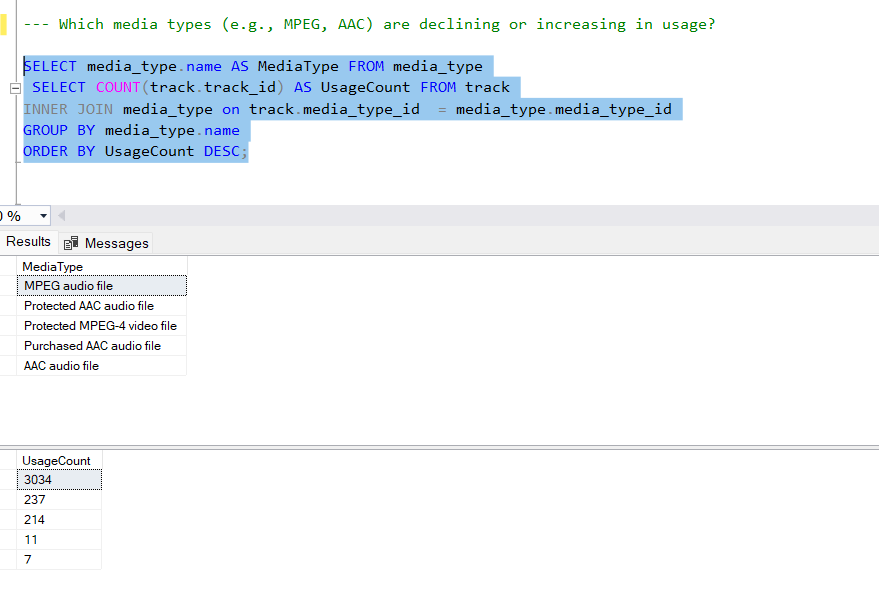 --- Which media types (e.g., MPEG, AAC) are declining or increasing in usage?
SELECT media_type.name AS MediaType FROM media_type
SELECT COUNT(track.track_id) AS UsageCount FROM track
INNER JOIN media_type on track.media_type_id = media_type.media_type_id
GROUP BY media_type.name
ORDER BY UsageCount DESC;
0 %
Results Messages
MediaType
MPEG audio file
Protected AAC audio file
Protected MPEG-4 video file
Purchased AAC audio file
AAC audio file
UsageCount
3034
237
214
11
7